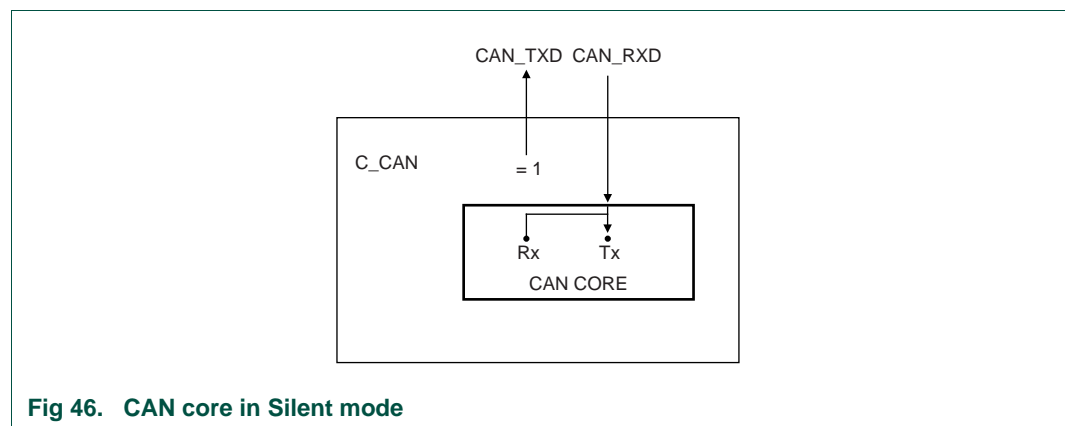 CAN_TXD CAN_RXD
C_CAN
= 1
Rx Tx
CAN CORE
Fig 46. CAN core in Silent mode